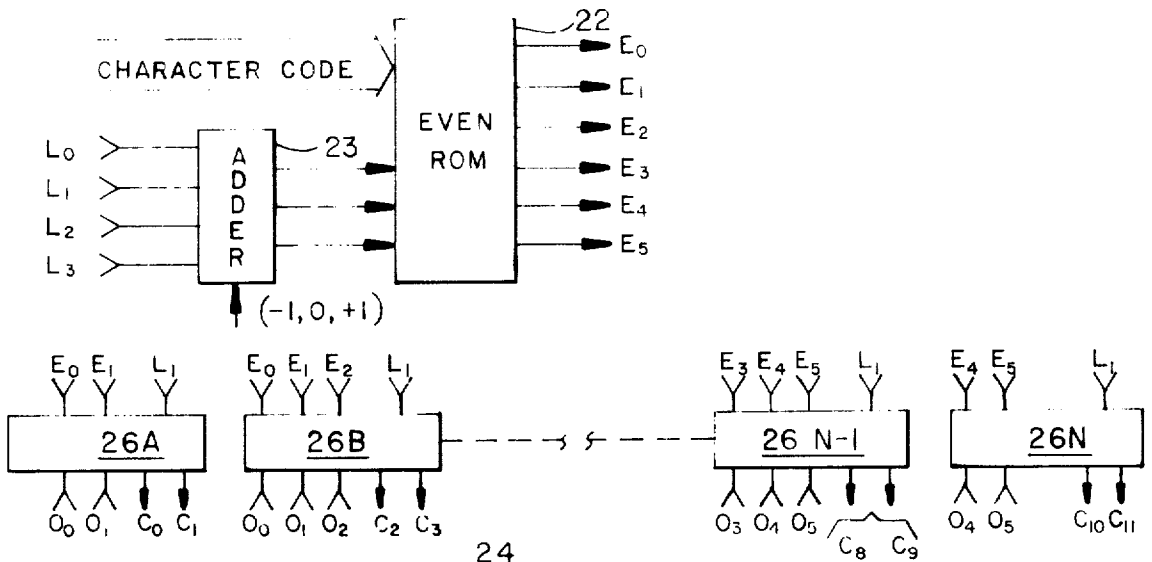 22
CHARACTER CODE
EVEN
ROM
E₀
E₁
E₂
E₃
E₄
E₅
L₀
L₁
L₂
L₃
ADDER
23
(-1, 0, +1)
E₀ E₁ L₁
E₀ E₁ E₂ L₁
E₃ E₄ E₅ L₁
E₄ E₅ L₁
26A
26B
26 N-1
26N
O₀ O₁ C₀ C₁
O₀ O₁ O₂ C₂ C₃
O₃ O₄ O₅ C₈ C₉
O₄ O₅ C₁₀ C₁₁
24